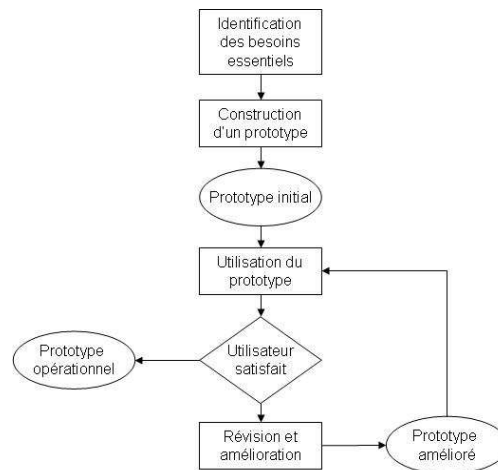 Identification
des besoins
essentiels
Construction
d'un prototype
Prototype initial
Utilisation du
prototype
Prototype
opérationnel
Utilisateur
satisfait
Révision et
amélioration
Prototype
amélioré